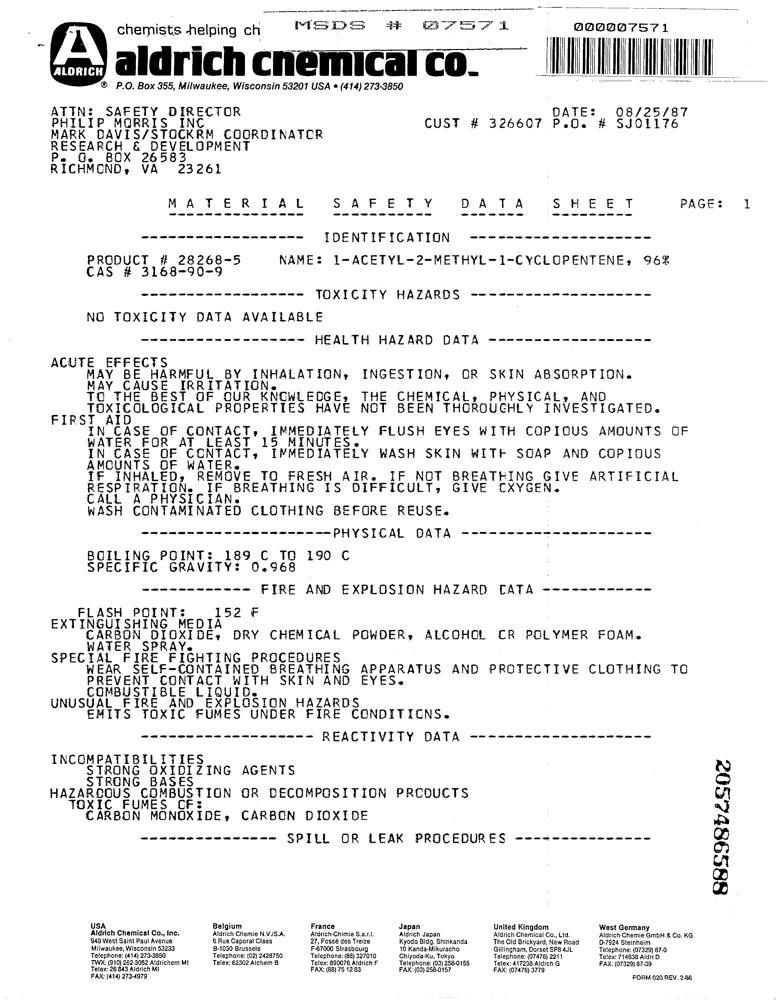 chemists helping ch
MSDS # 07571
000007571
ALDRICH
aldrich chemical co.
® P.O. Box 355, Milwaukee, Wisconsin 53201 USA • (414) 273-3850
ATTN: SAFETY DIRECTOR
PHILIP MORRIS INC
MARK DAVIS/STOCKRM COORDINATOR
RESEARCH & DEVELOPMENT
P. O. BOX 26583
RICHMOND, VA 23261
DATE: 08/25/87
CUST # 326607 P.O. # SJ01176
MATERIAL SAFETY DATA SHEET PAGE: 1
------------------ IDENTIFICATION --------------------
PRODUCT # 28268-5 NAME: 1-ACETYL-2-METHYL-1-CYCLOPENTENE, 96%
CAS # 3168-90-9
------------------ TOXICITY HAZARDS --------------------
NO TOXICITY DATA AVAILABLE
------------------ HEALTH HAZARD DATA ------------------
ACUTE EFFECTS
MAY BE HARMFUL BY INHALATION, INGESTION, OR SKIN ABSORPTION.
MAY CAUSE IRRITATION.
TO THE BEST OF OUR KNOWLEDGE, THE CHEMICAL, PHYSICAL, AND
TOXICOLOGICAL PROPERTIES HAVE NOT BEEN THOROUGHLY INVESTIGATED.
FIRST AID
IN CASE OF CONTACT, IMMEDIATELY FLUSH EYES WITH COPIOUS AMOUNTS OF
WATER FOR AT LEAST 15 MINUTES.
IN CASE OF CONTACT, IMMEDIATELY WASH SKIN WITH SOAP AND COPIOUS
AMOUNTS OF WATER.
IF INHALED, REMOVE TO FRESH AIR. IF NOT BREATHING GIVE ARTIFICIAL
RESPIRATION. IF BREATHING IS DIFFICULT, GIVE OXYGEN.
CALL A PHYSICIAN.
WASH CONTAMINATED CLOTHING BEFORE REUSE.
---------------------PHYSICAL DATA ---------------------
BOILING POINT: 189 C TO 190 C
SPECIFIC GRAVITY: 0.968
------------ FIRE AND EXPLOSION HAZARD DATA ------------
FLASH POINT: 152 F
EXTINGUISHING MEDIA
CARBON DIOXIDE, DRY CHEMICAL POWDER, ALCOHOL OR POLYMER FOAM.
WATER SPRAY.
SPECIAL FIRE FIGHTING PROCEDURES
WEAR SELF-CONTAINED BREATHING APPARATUS AND PROTECTIVE CLOTHING TO
PREVENT CONTACT WITH SKIN AND EYES.
COMBUSTIBLE LIQUID.
UNUSUAL FIRE AND EXPLOSION HAZARDS
EMITS TOXIC FUMES UNDER FIRE CONDITIONS.
------------------- REACTIVITY DATA --------------------
INCOMPATIBILITIES
STRONG OXIDIZING AGENTS
STRONG BASES
HAZARDOUS COMBUSTION OR DECOMPOSITION PRODUCTS
TOXIC FUMES OF:
CARBON MONOXIDE, CARBON DIOXIDE
--------------- SPILL OR LEAK PROCEDURES ---------------
2057486588
USA
Aldrich Chemical Co., Inc.
940 West Saint Paul Avenue
Milwaukee, Wisconsin 53233
Telephone: (414) 273-3850
TWX: (910) 262-3052 Aldrichem MI
Telex: 26 843 Aldrich MI
FAX: (414) 273-4979
Belgium
Aldrich Chemie N.V./S.A.
6 Rue Caporal Claes
B-1030 Brussels
Telephone: (02) 2428750
Telex: 62302 Alchem B
France
Aldrich-Chimie S.a.r.l.
27, Fossé des Treize
F-67000 Strasbourg
Telephone: (88) 327010
Telex: 890076 Aldrich F
FAX: (88) 75 12 83
Japan
Aldrich Japan
Kyodo Bldg. Shinkanda
10 Kanda-Mikuracho
Chiyoda-Ku, Tokyo
Telephone: (03) 258-0155
FAX: (03) 258-0157
United Kingdom
Aldrich Chemical Co., Ltd.
The Old Brickyard, New Road
Gillingham, Dorset SP8 4JL
Telephone: (07476) 2211
Telex: 417238 Aldrich G
FAX: (07476) 3779
West Germany
Aldrich-Chemie GmbH & Co. KG
D-7924 Steinheim
Telephone: (07329) 87-0
Telex: 714838 Aldri D
FAX: (07329) 87-39
FORM 020 REV. 2-86